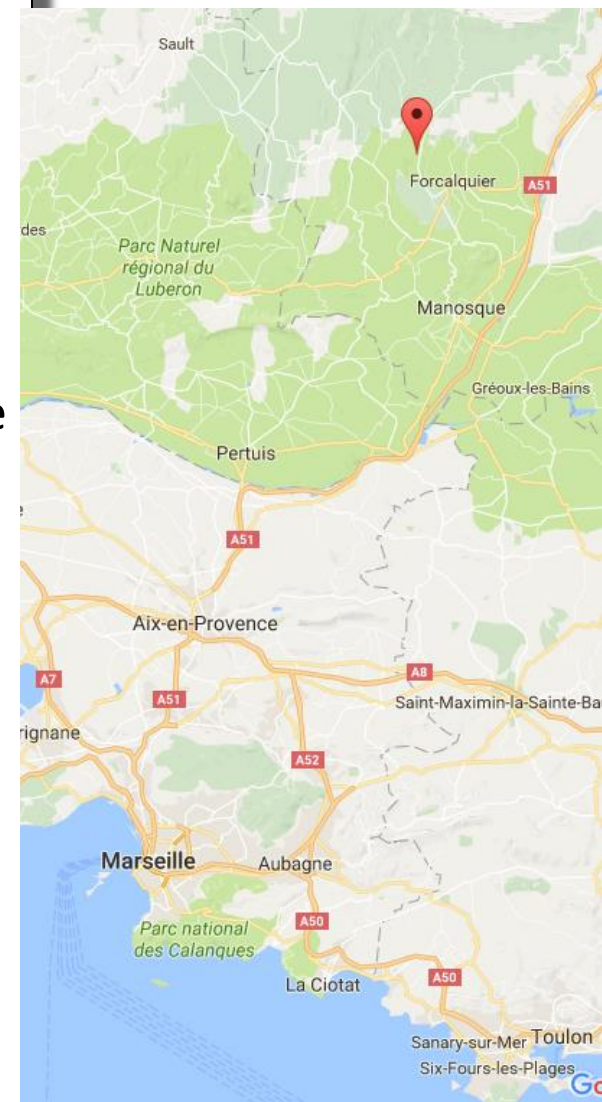 Sault
Forcalquier
A51
des
Parc Naturel
régional du
Luberon
Manosque
Gréoux-les-Bains
e
Pertuis
A51
Aix-en-Provence
A7
A8
A51
Saint-Maximin-la-Sainte-Ba
rignane
A52
Marseille
Aubagne
Parc national
des Calanques
A50
La Ciotat
A50
Sanary-sur-Mer
Toulon
Six-Fours-les-Plages
Go